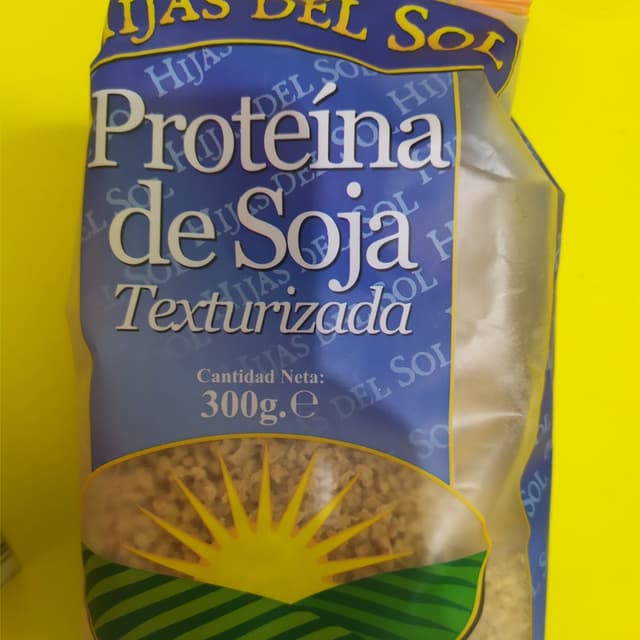 HIJAS DEL SOL
Proteína
de Soja
Texturizada
Cantidad Neta:
300g.℮